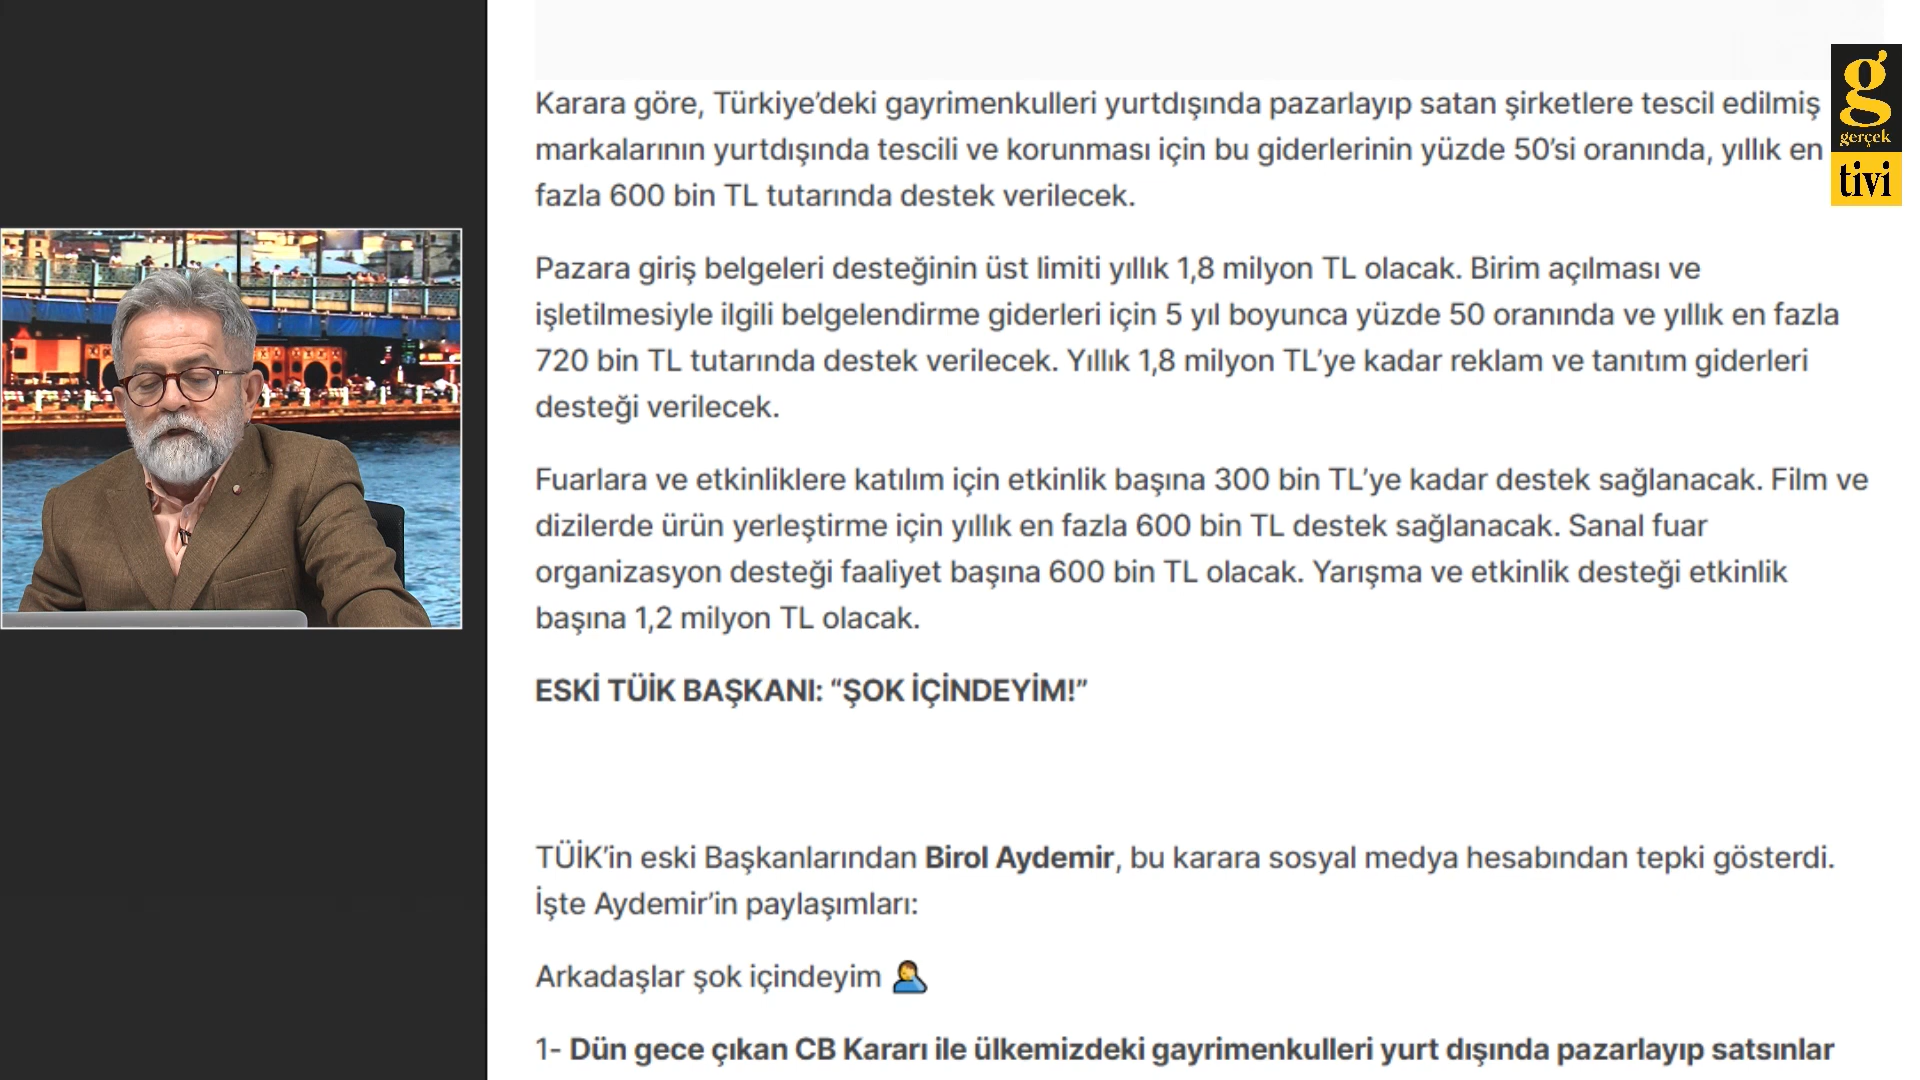 Karara göre, Türkiye’deki gayrimenkulleri yurtdışında pazarlayıp satan şirketlere tescil edilmiş
markalarının yurtdışında tescili ve korunması için bu giderlerinin yüzde 50’si oranında, yıllık en
fazla 600 bin TL tutarında destek verilecek.
Pazara giriş belgeleri desteğinin üst limiti yıllık 1,8 milyon TL olacak. Birim açılması ve
işletilmesiyle ilgili belgelendirme giderleri için 5 yıl boyunca yüzde 50 oranında ve yıllık en fazla
720 bin TL tutarında destek verilecek. Yıllık 1,8 milyon TL’ye kadar reklam ve tanıtım giderleri
desteği verilecek.
Fuarlara ve etkinliklere katılım için etkinlik başına 300 bin TL’ye kadar destek sağlanacak. Film ve
dizilerde ürün yerleştirme için yıllık en fazla 600 bin TL destek sağlanacak. Sanal fuar
organizasyon desteği faaliyet başına 600 bin TL olacak. Yarışma ve etkinlik desteği etkinlik
başına 1,2 milyon TL olacak.
ESKİ TÜİK BAŞKANI: “ŞOK İÇİNDEYİM!”
TÜİK’in eski Başkanlarından Birol Aydemir, bu karara sosyal medya hesabından tepki gösterdi.
İşte Aydemir’in paylaşımları:
Arkadaşlar şok içindeyim 🤦‍♂️
1- Dün gece çıkan CB Kararı ile ülkemizdeki gayrimenkulleri yurt dışında pazarlayıp satsınlar
g
gerçek
tivi